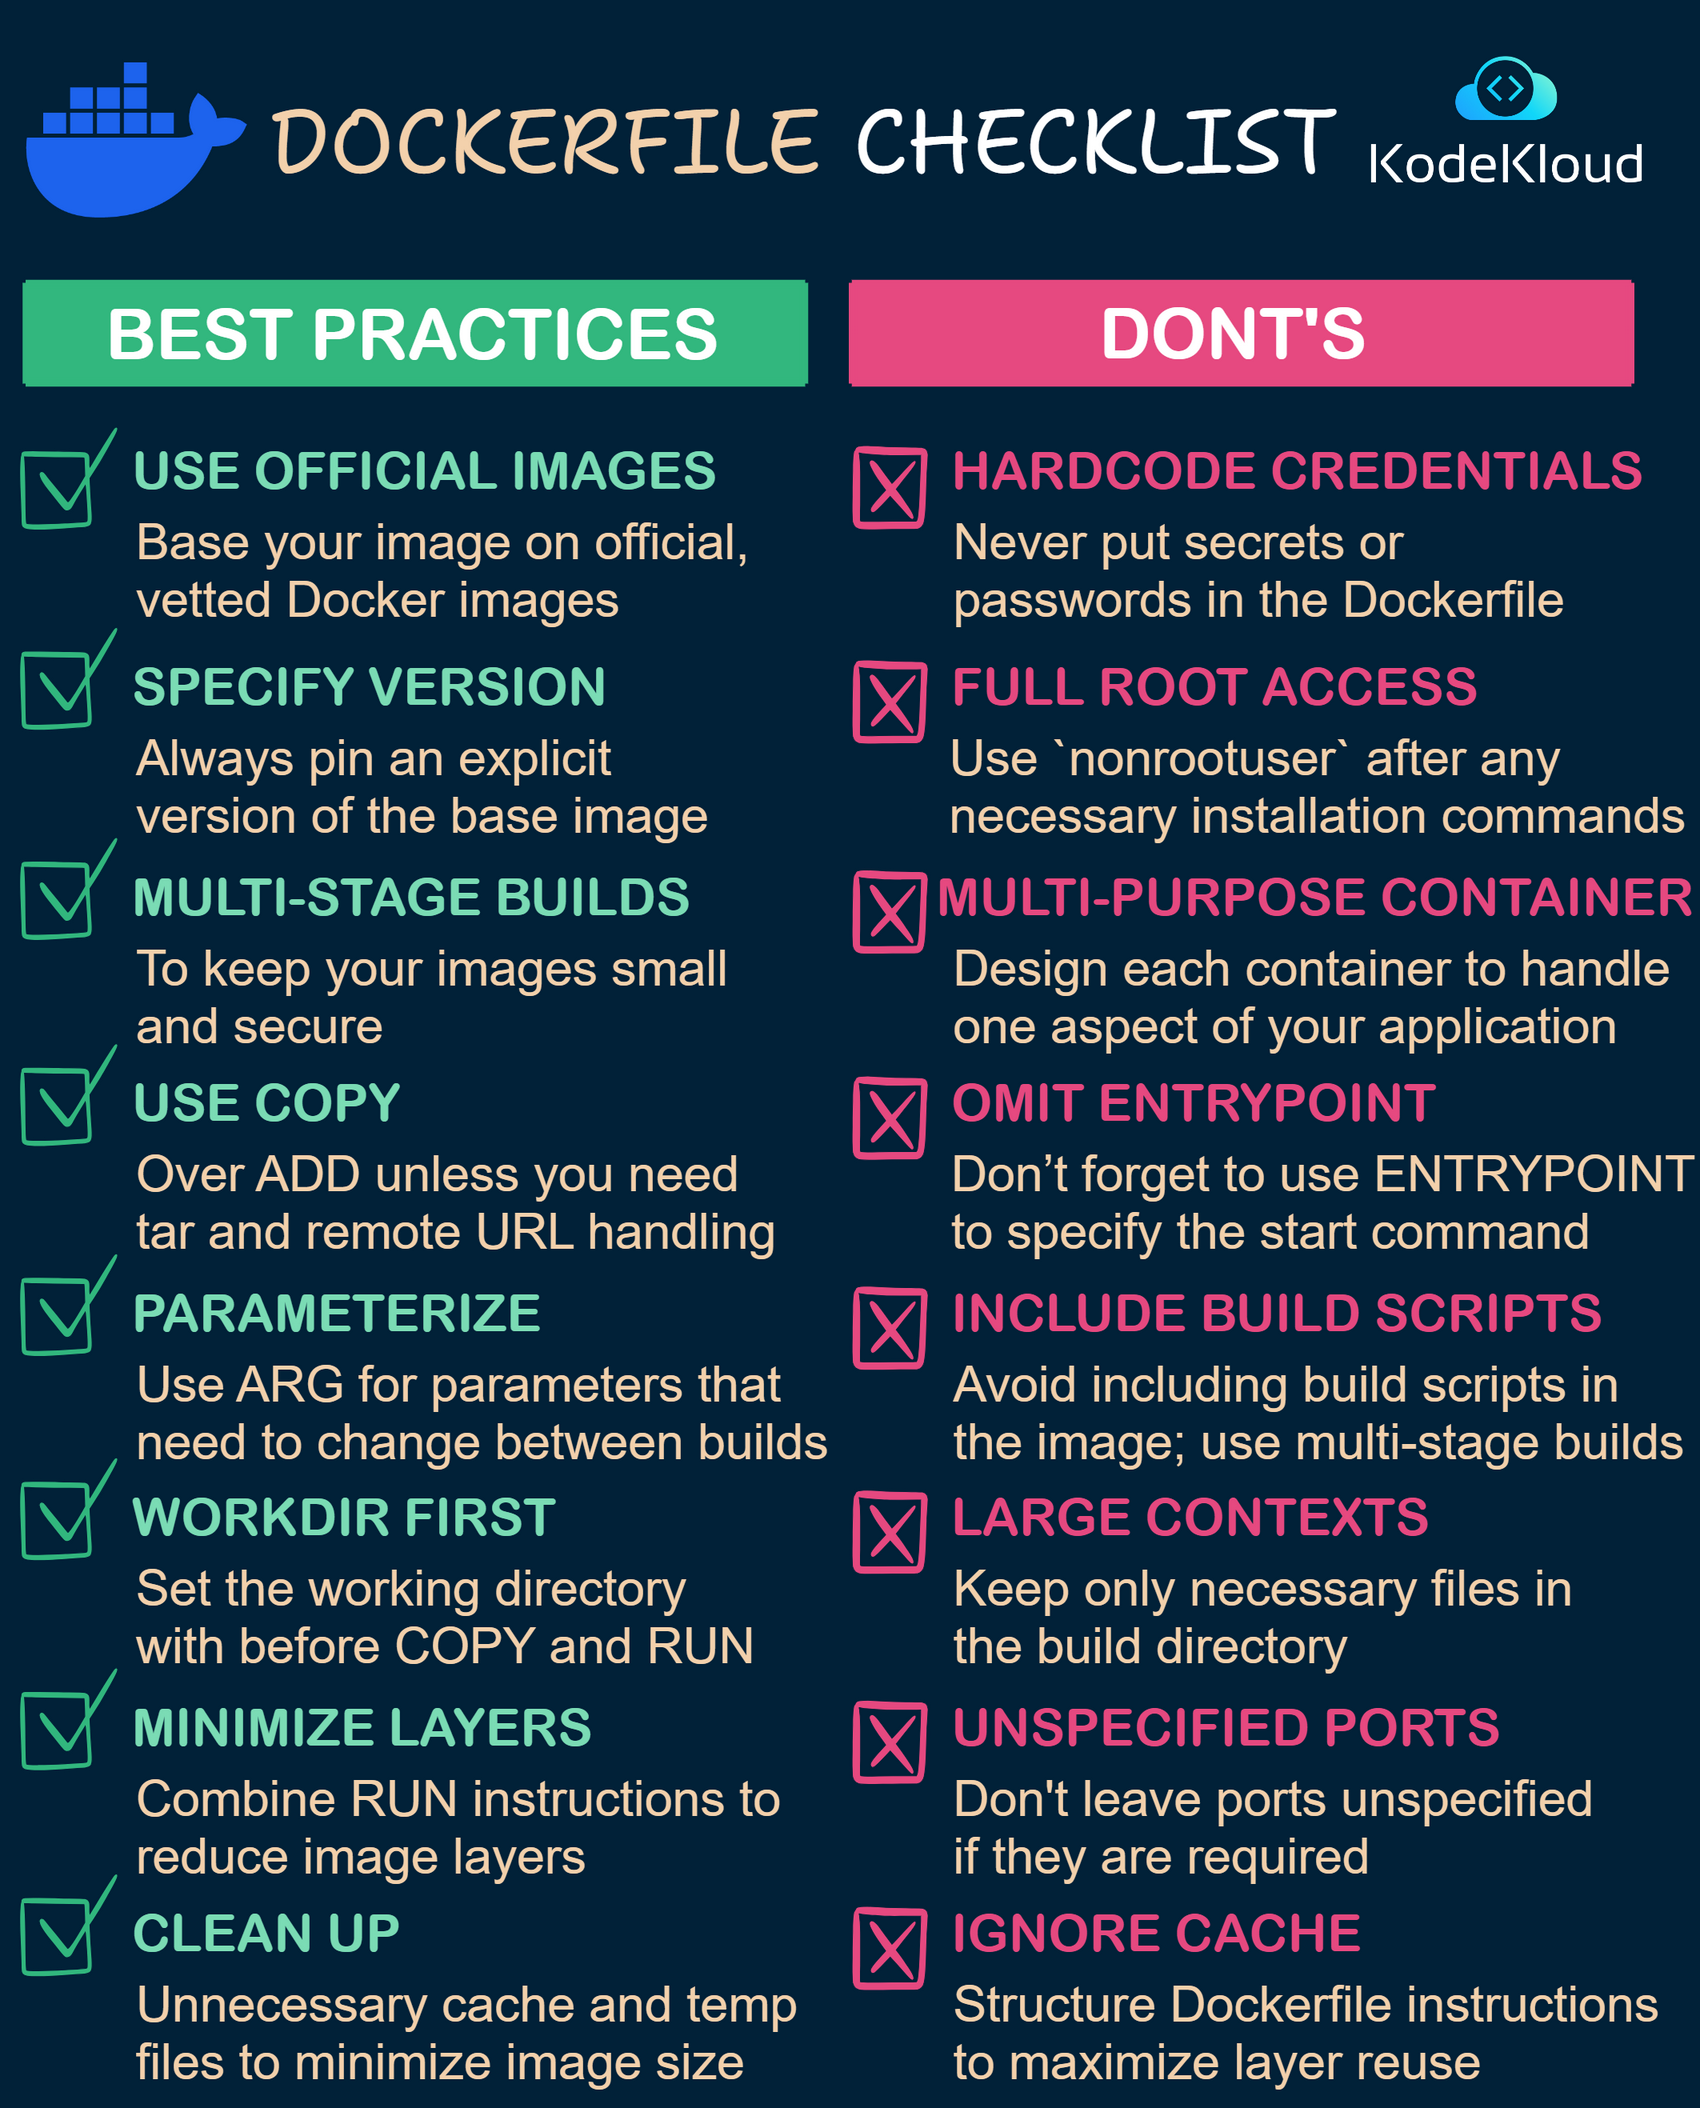 DOCKERFILE CHECKLIST
KodeKloud
BEST PRACTICES
USE OFFICIAL IMAGES
Base your image on official,
vetted Docker images
SPECIFY VERSION
Always pin an explicit
version of the base image
MULTI-STAGE BUILDS
To keep your images small
and secure
USE COPY
Over ADD unless you need
tar and remote URL handling
PARAMETERIZE
Use ARG for parameters that
need to change between builds
WORKDIR FIRST
Set the working directory
with before COPY and RUN
MINIMIZE LAYERS
Combine RUN instructions to
reduce image layers
CLEAN UP
Unnecessary cache and temp
files to minimize image size
DONT'S
HARDCODE CREDENTIALS
Never put secrets or
passwords in the Dockerfile
FULL ROOT ACCESS
Use `nonrootuser` after any
necessary installation commands
MULTI-PURPOSE CONTAINER
Design each container to handle
one aspect of your application
OMIT ENTRYPOINT
Don’t forget to use ENTRYPOINT
to specify the start command
INCLUDE BUILD SCRIPTS
Avoid including build scripts in
the image; use multi-stage builds
LARGE CONTEXTS
Keep only necessary files in
the build directory
UNSPECIFIED PORTS
Don't leave ports unspecified
if they are required
IGNORE CACHE
Structure Dockerfile instructions
to maximize layer reuse